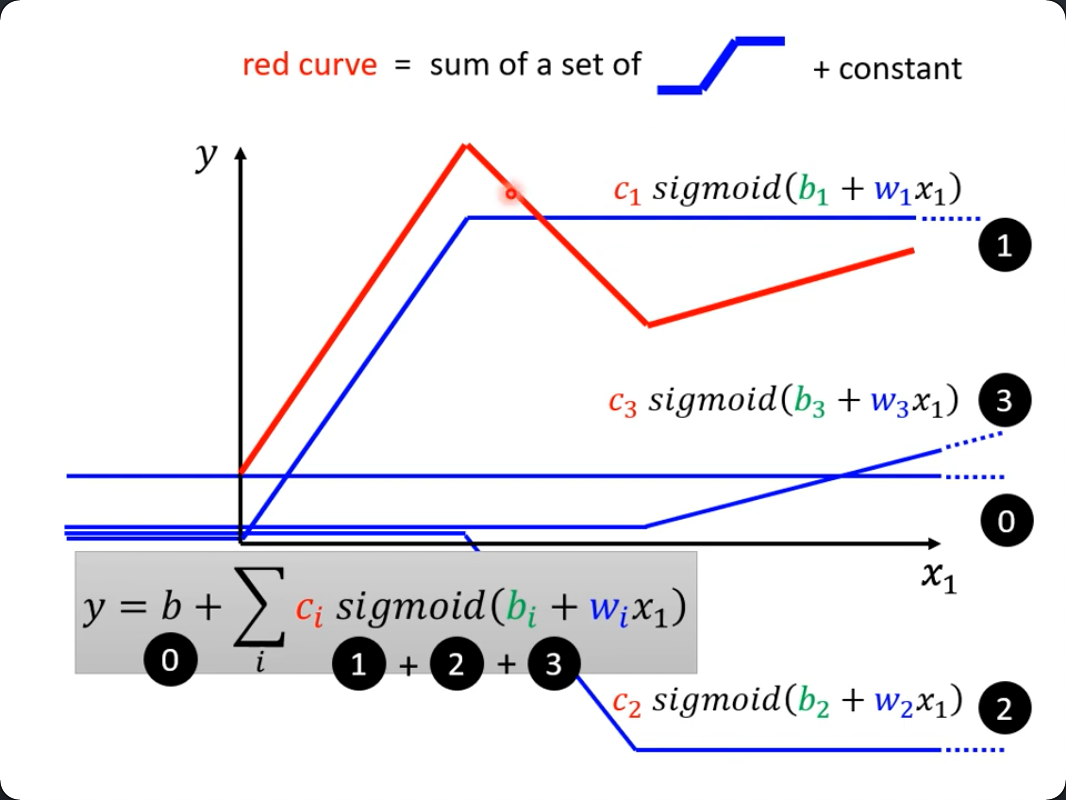 red curve = sum of a set of + constant
y
c₁ sigmoid(b₁ + w₁x₁)
1
c₃ sigmoid(b₃ + w₃x₁)
3
0
x₁
y = b + ∑ᵢ cᵢ sigmoid(bᵢ + wᵢx₁)
0 1 + 2 + 3
c₂ sigmoid(b₂ + w₂x₁)
2